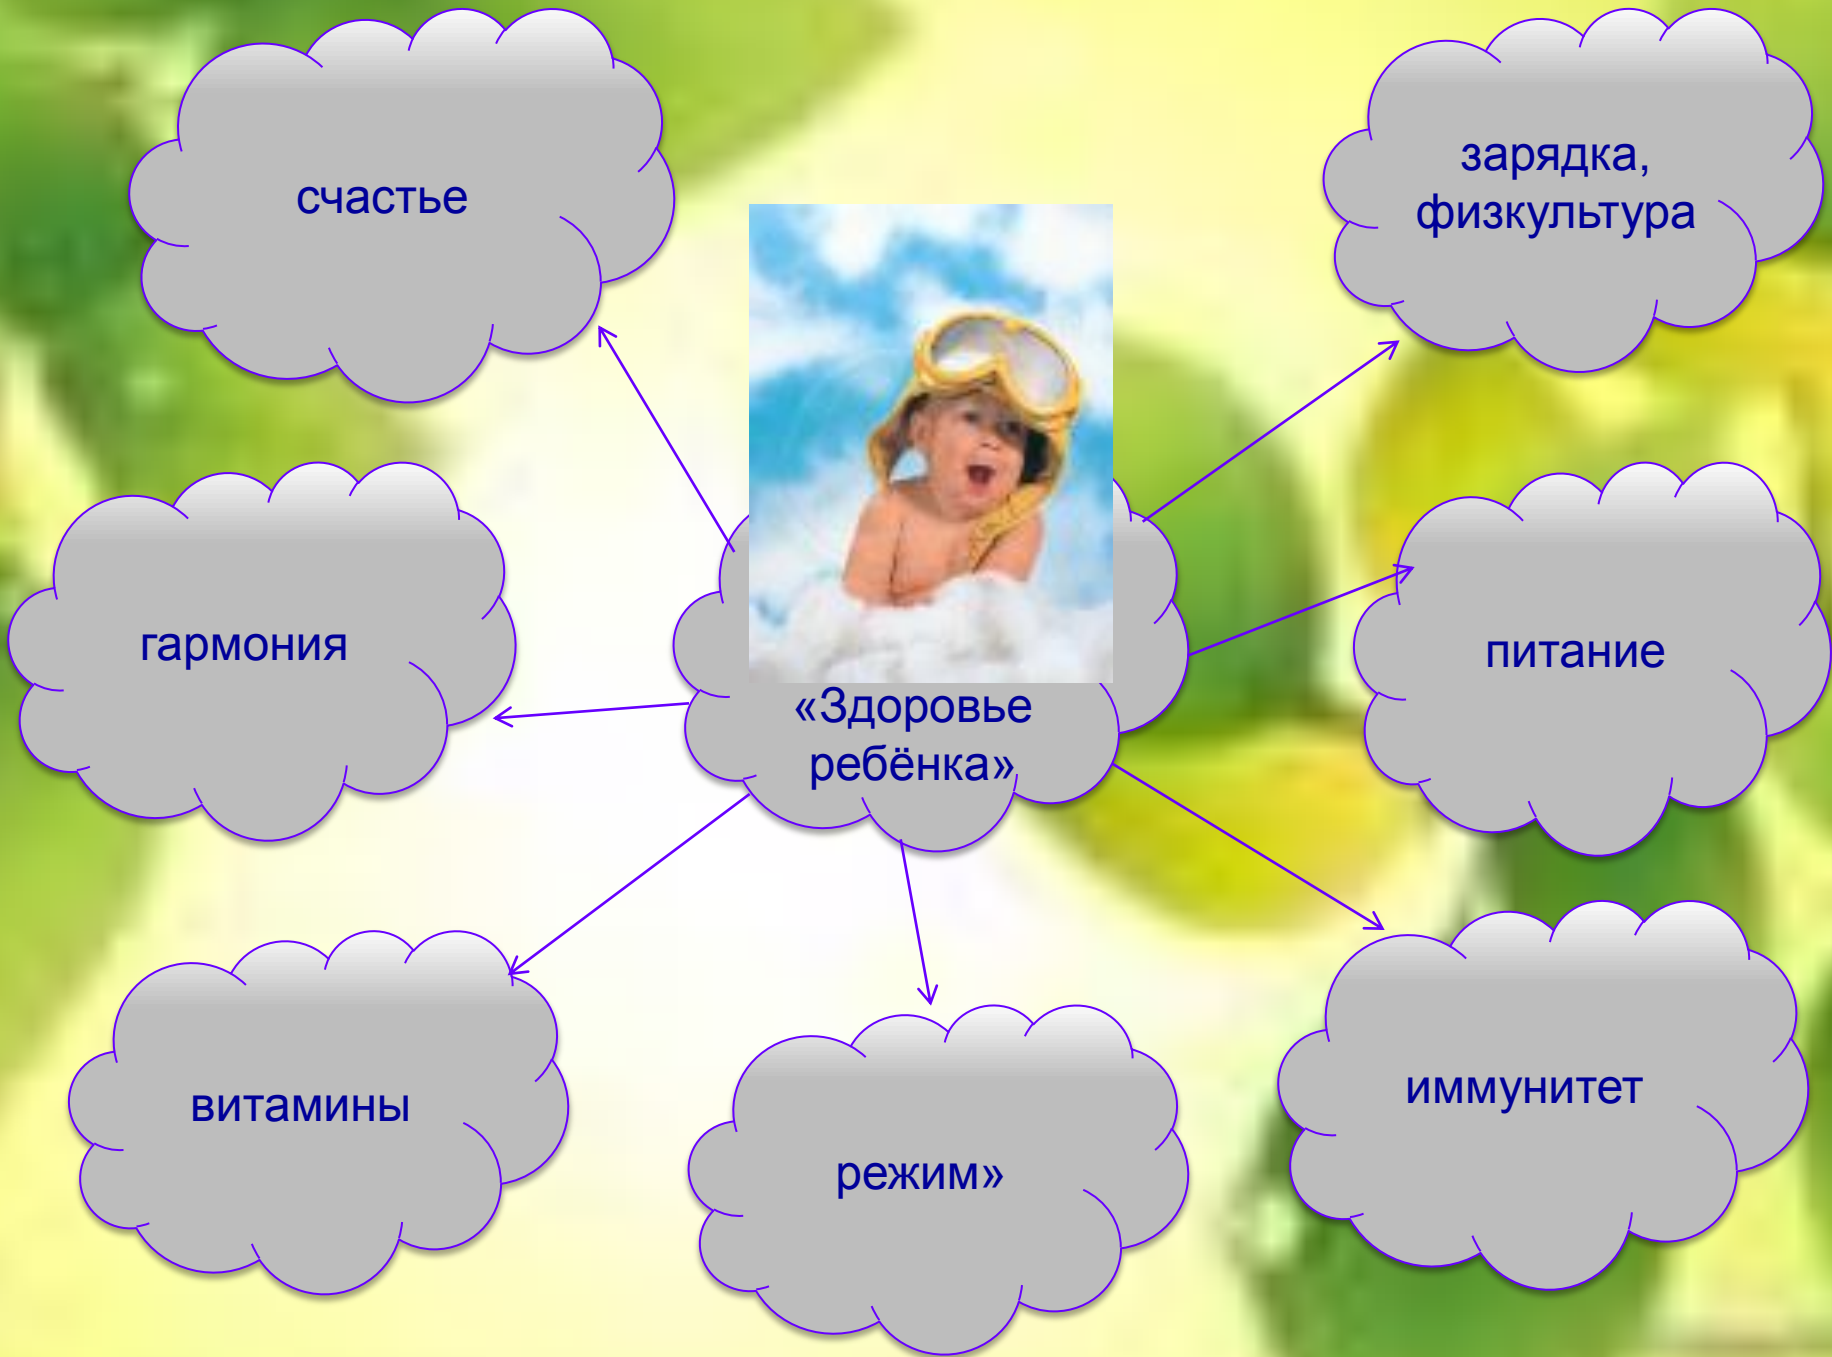 счастье
зарядка,
физкультура
гармония
«Здоровье
ребёнка»
питание
витамины
режим»
иммунитет